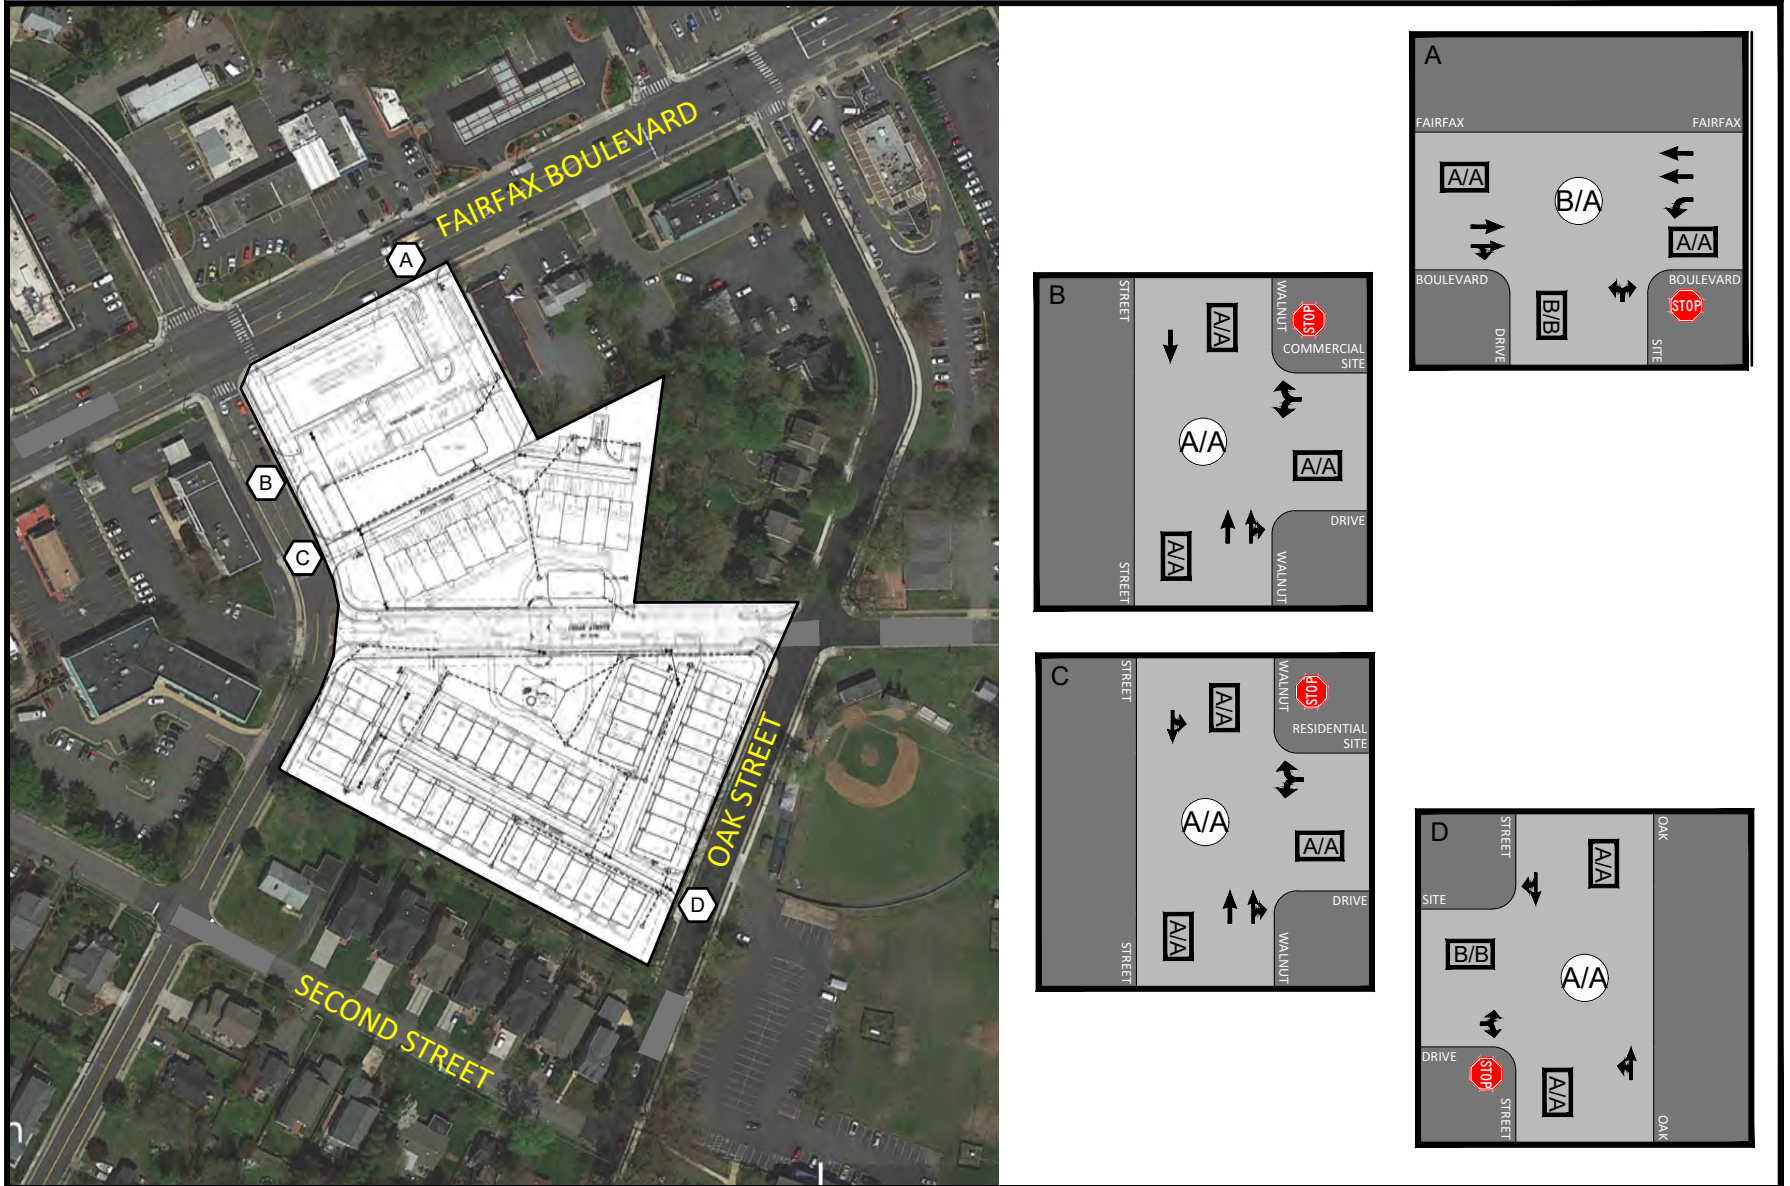 FAIRFAX BOULEVARD
A
B
C
OAK STREET
D
SECOND STREET
A
FAIRFAX
FAIRFAX
A/A
B/A
A/A
BOULEVARD
BOULEVARD
STOP
B/B
DRIVE
SITE
B
STREET
WALNUT
A/A
STOP
COMMERCIAL
SITE
A/A
A/A
DRIVE
A/A
STREET
WALNUT
C
STREET
WALNUT
A/A
STOP
RESIDENTIAL
SITE
A/A
A/A
DRIVE
A/A
STREET
WALNUT
D
STREET
OAK
A/A
SITE
B/B
A/A
DRIVE
STOP
A/A
STREET
OAK